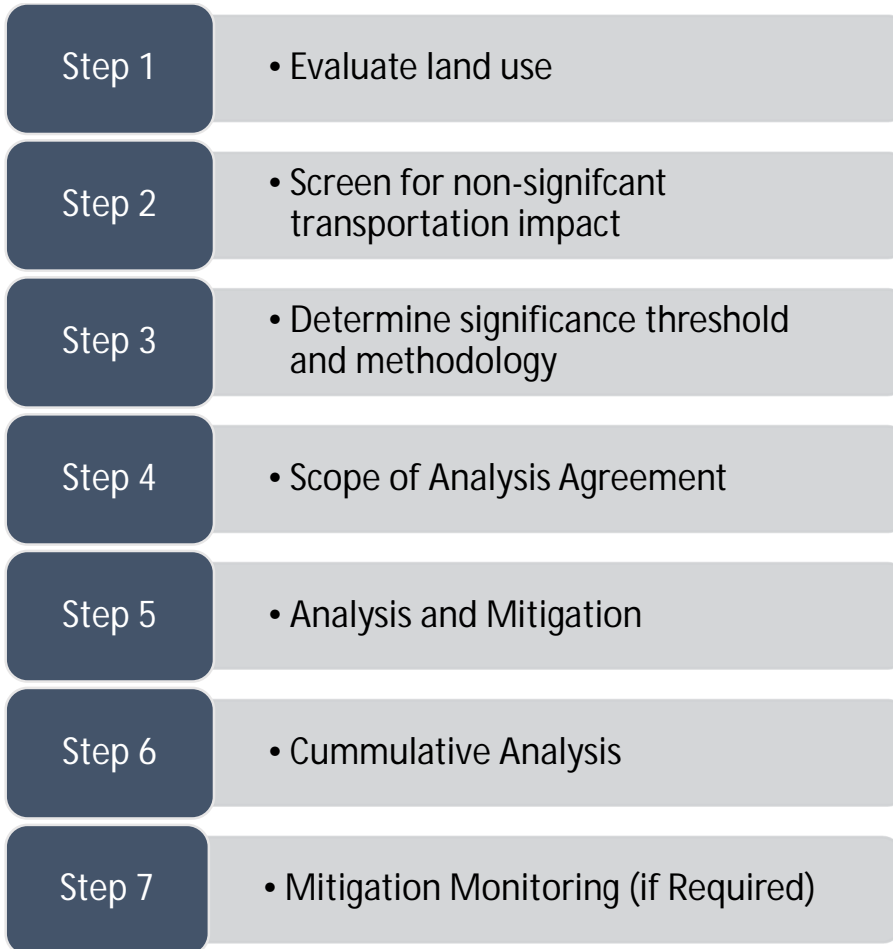 Step 1
• Evaluate land use
Step 2
• Screen for non-signifcant
transportation impact
Step 3
• Determine significance threshold
and methodology
Step 4
• Scope of Analysis Agreement
Step 5
• Analysis and Mitigation
Step 6
• Cummulative Analysis
Step 7
• Mitigation Monitoring (if Required)